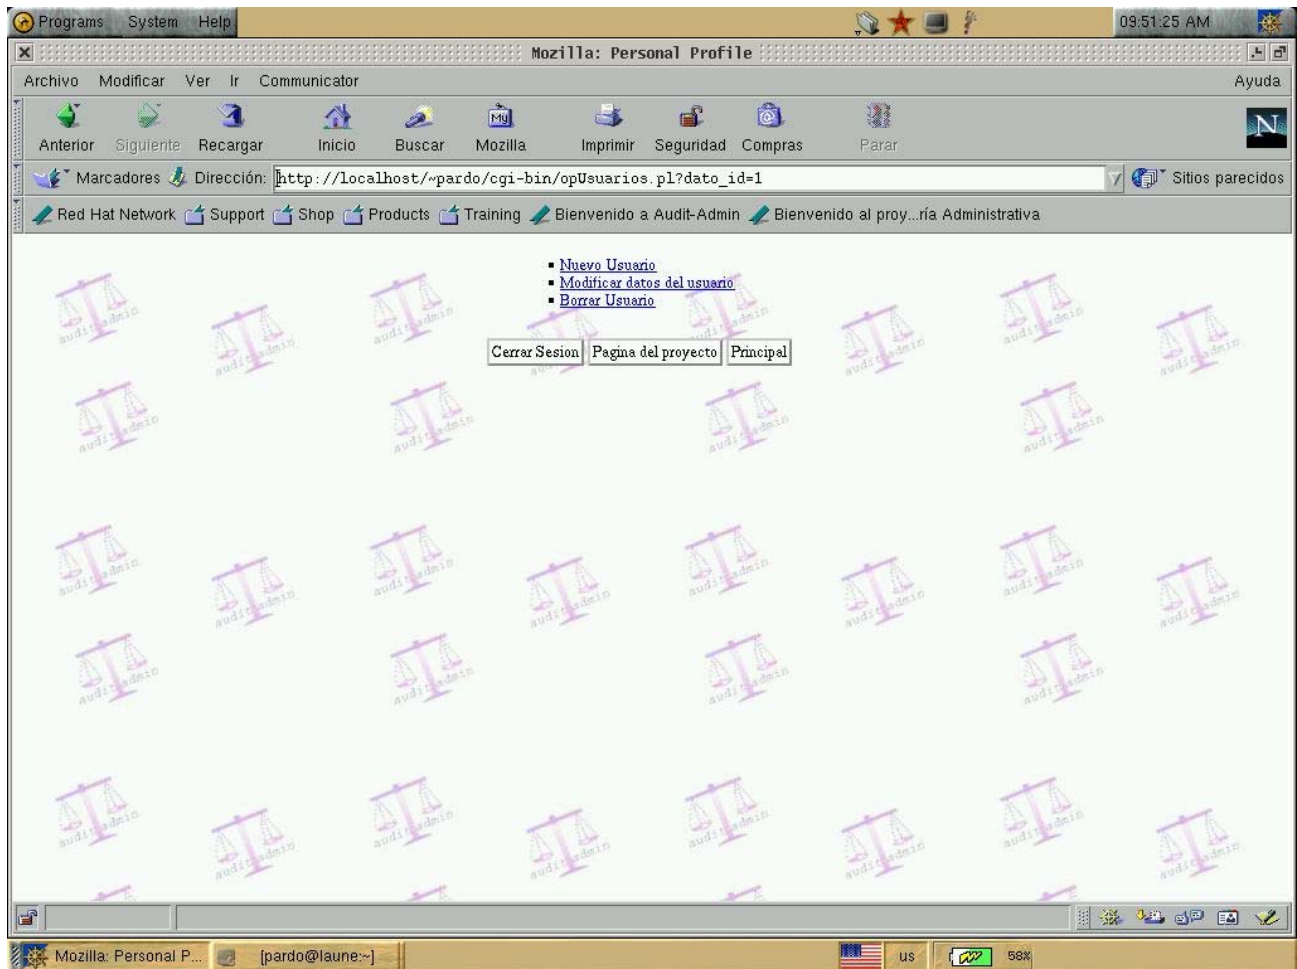 Programs System Help 09:51:25 AM
Mozilla: Personal Profile
Archivo Modificar Ver Ir Communicator Ayuda
My N
Anterior Siguiente Recargar Inicio Buscar Mozilla Imprimir Seguridad Compras Parar
Marcadores Dirección: http://localhost/~pardo/cgi-bin/opUsuarios.pl?dato_id=1 Sitios parecidos
Red Hat Network Support Shop Products Training Bienvenido a Audit-Admin Bienvenido al proy...ría Administrativa
Nuevo Usuario
Modificar datos del usuario
Borrar Usuario
Cerrar Sesion Pagina del proyecto Principal
audit admin
Mozilla: Personal P... [pardo@laune:~] us 58%